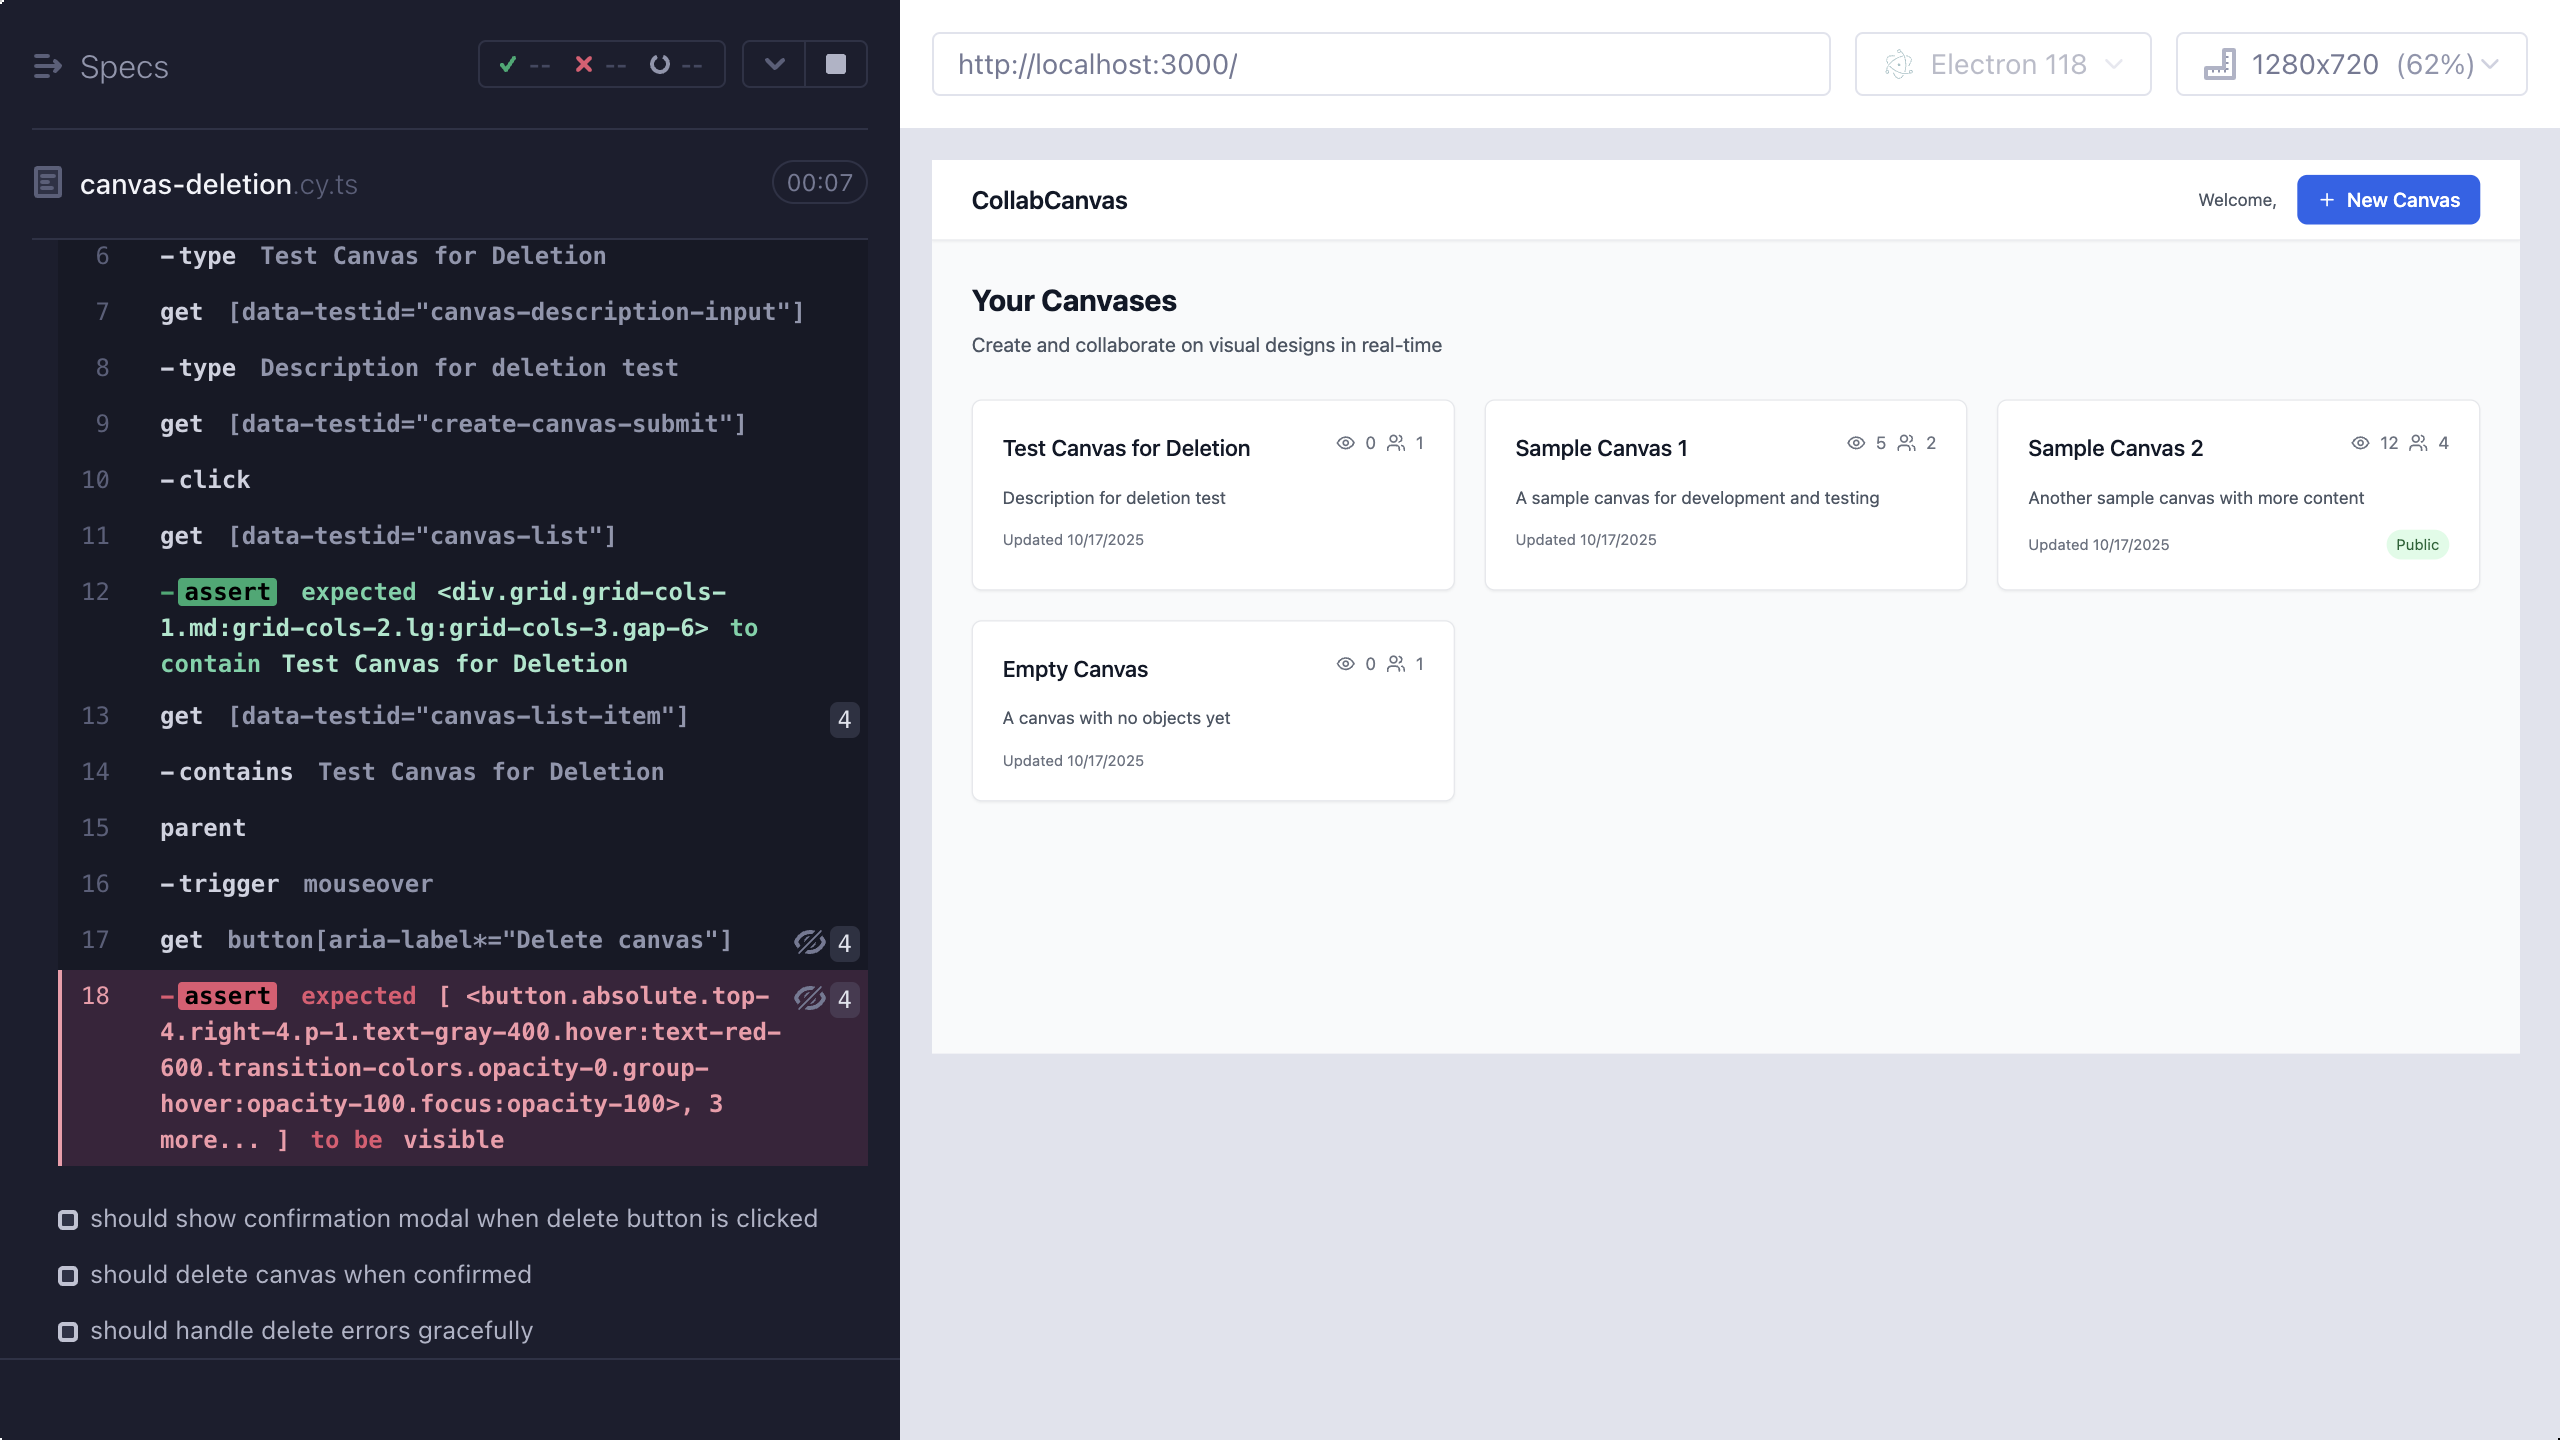 Specs
-- -- --
canvas-deletion.cy.ts
00:07
6 -type Test Canvas for Deletion
7 get [data-testid="canvas-description-input"]
8 -type Description for deletion test
9 get [data-testid="create-canvas-submit"]
10 -click
11 get [data-testid="canvas-list"]
12 -assert expected <div.grid.grid-cols-
1.md:grid-cols-2.lg:grid-cols-3.gap-6> to
contain Test Canvas for Deletion
13 get [data-testid="canvas-list-item"] 4
14 -contains Test Canvas for Deletion
15 parent
16 -trigger mouseover
17 get button[aria-label*="Delete canvas"] 4
18 -assert expected [ <button.absolute.top- 4
4.right-4.p-1.text-gray-400.hover:text-red-
600.transition-colors.opacity-0.group-
hover:opacity-100.focus:opacity-100>, 3
more... ] to be visible
should show confirmation modal when delete button is clicked
should delete canvas when confirmed
should handle delete errors gracefully
http://localhost:3000/
Electron 118
1280x720 (62%)
CollabCanvas
Welcome,
+ New Canvas
Your Canvases
Create and collaborate on visual designs in real-time
Test Canvas for Deletion 0 1
Description for deletion test
Updated 10/17/2025
Sample Canvas 1 5 2
A sample canvas for development and testing
Updated 10/17/2025
Sample Canvas 2 12 4
Another sample canvas with more content
Updated 10/17/2025 Public
Empty Canvas 0 1
A canvas with no objects yet
Updated 10/17/2025